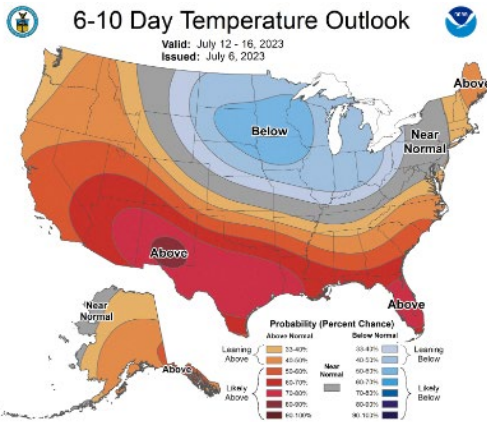 6-10 Day Temperature Outlook
Valid: July 12 - 16, 2023
Issued: July 6, 2023
Above
Below
Near
Normal
Above
Above
Near
Normal
Above
Probability (Percent Chance)
Above Normal
Below Normal
Leaning
Above
33-40%
40-50%
Near
Normal
33-40%
40-50%
Leaning
Below
Likely
Above
50-60%
60-70%
70-80%
80-90%
90-100%
50-60%
60-70%
70-80%
80-90%
90-100%
Likely
Below